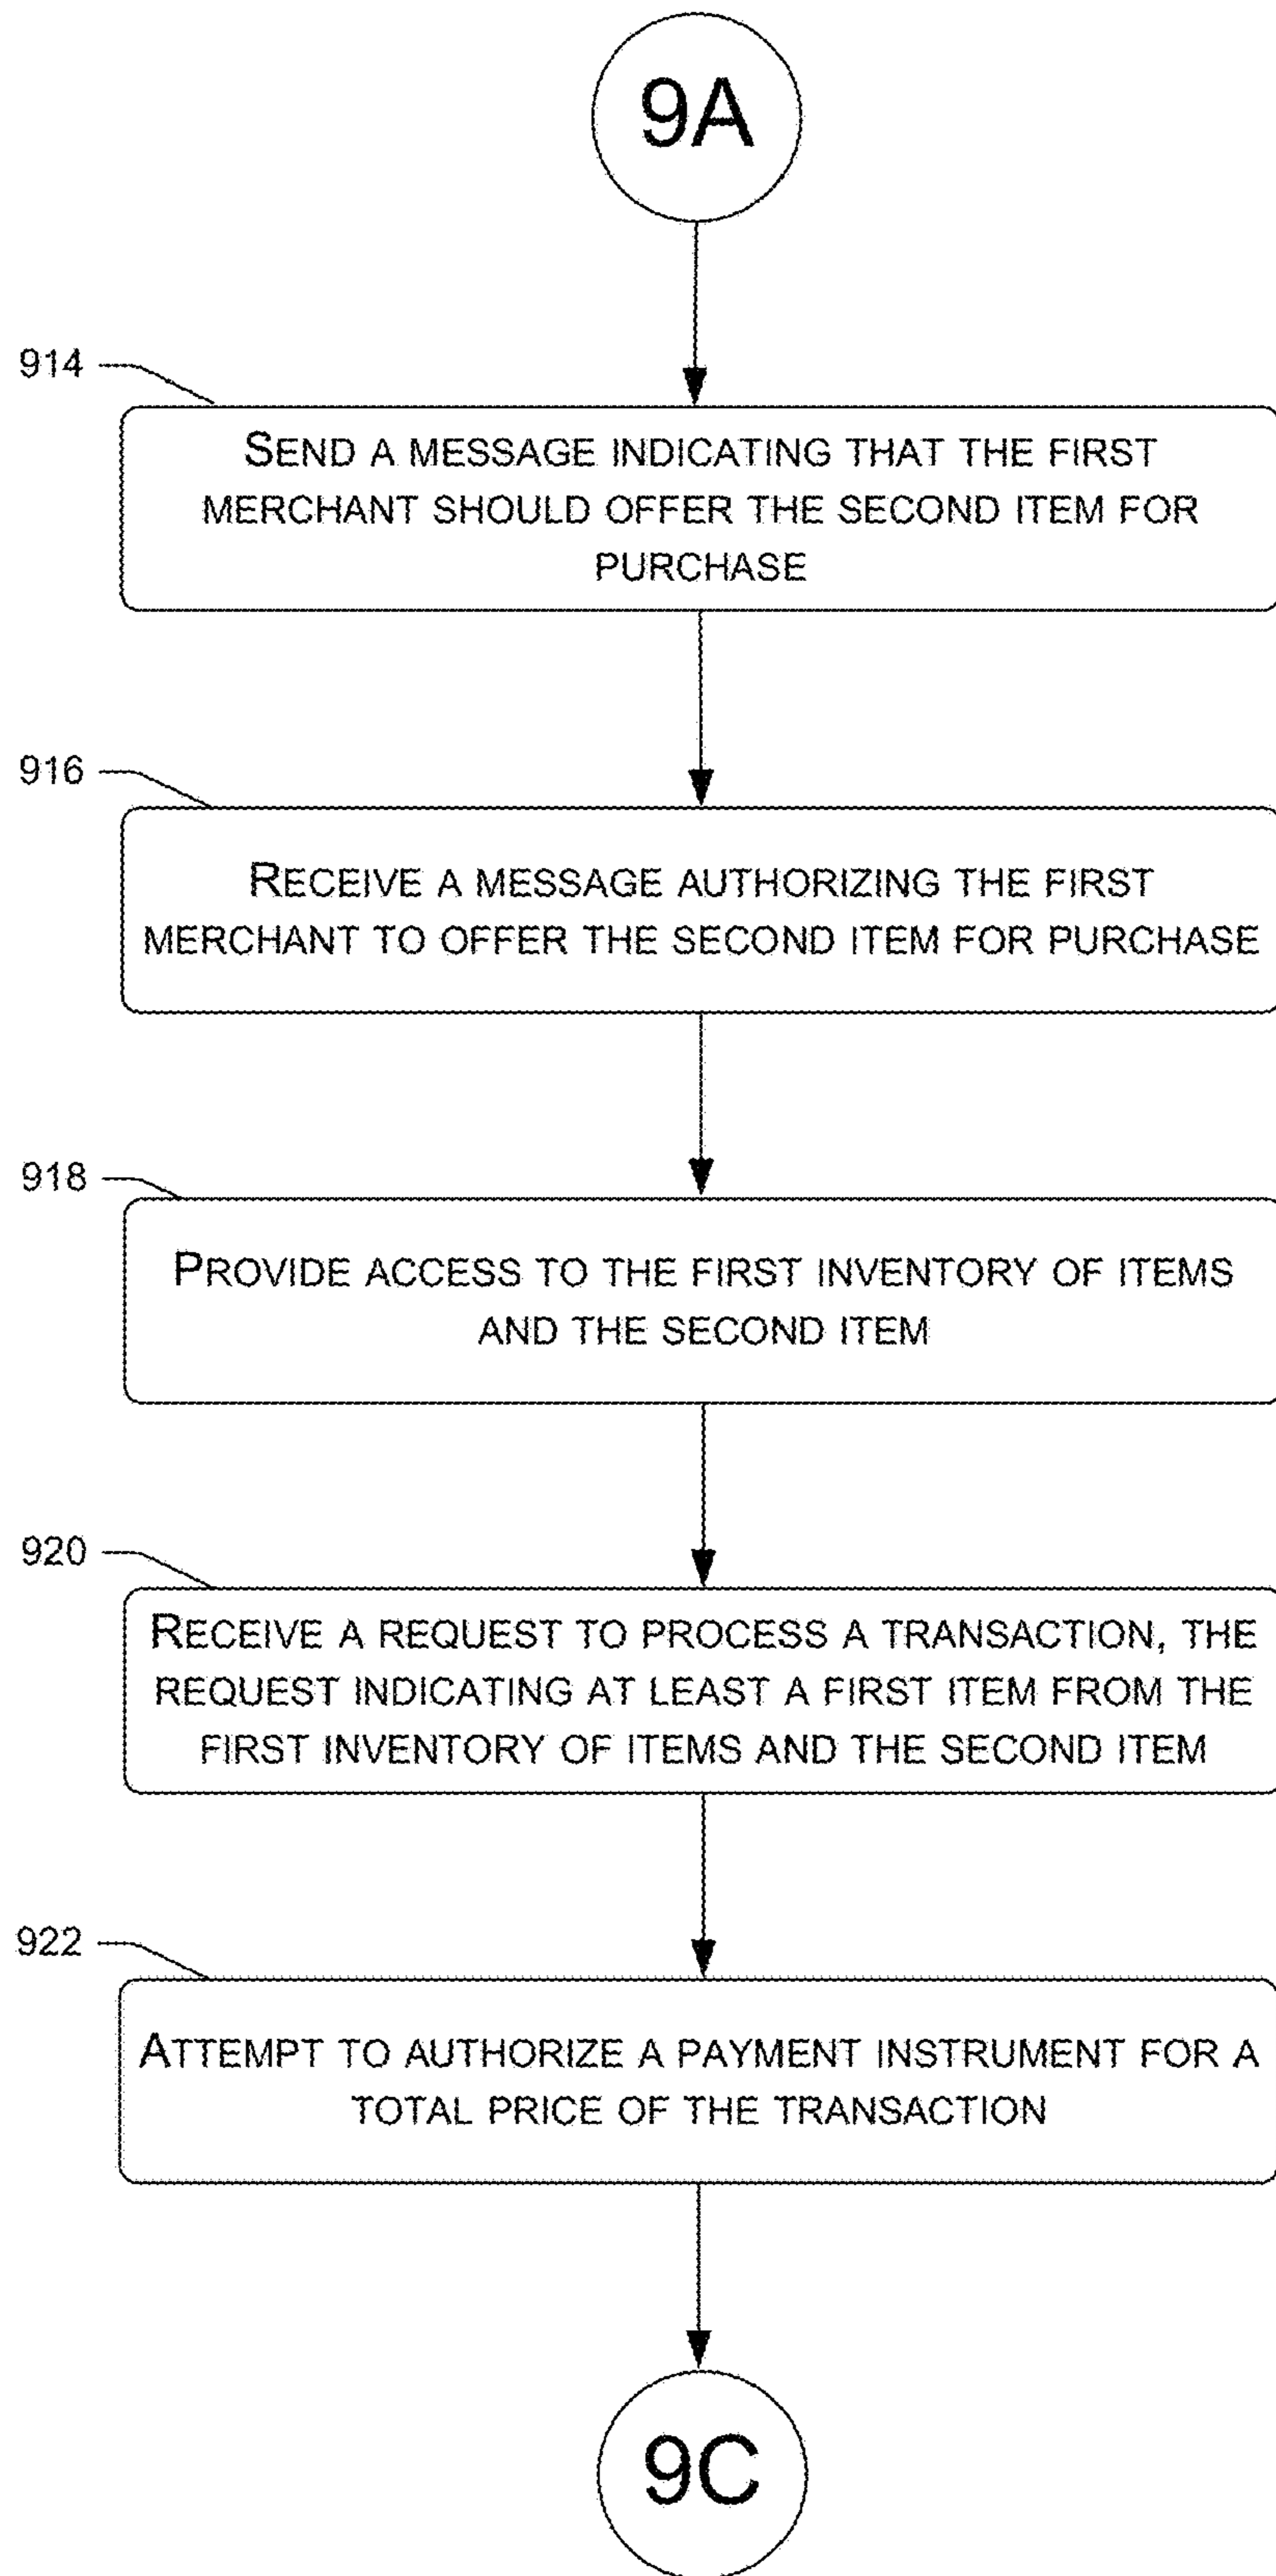 9A
914
SEND A MESSAGE INDICATING THAT THE FIRST
MERCHANT SHOULD OFFER THE SECOND ITEM FOR
PURCHASE
916
RECEIVE A MESSAGE AUTHORIZING THE FIRST
MERCHANT TO OFFER THE SECOND ITEM FOR PURCHASE
918
PROVIDE ACCESS TO THE FIRST INVENTORY OF ITEMS
AND THE SECOND ITEM
920
RECEIVE A REQUEST TO PROCESS A TRANSACTION, THE
REQUEST INDICATING AT LEAST A FIRST ITEM FROM THE
FIRST INVENTORY OF ITEMS AND THE SECOND ITEM
922
ATTEMPT TO AUTHORIZE A PAYMENT INSTRUMENT FOR A
TOTAL PRICE OF THE TRANSACTION
9C